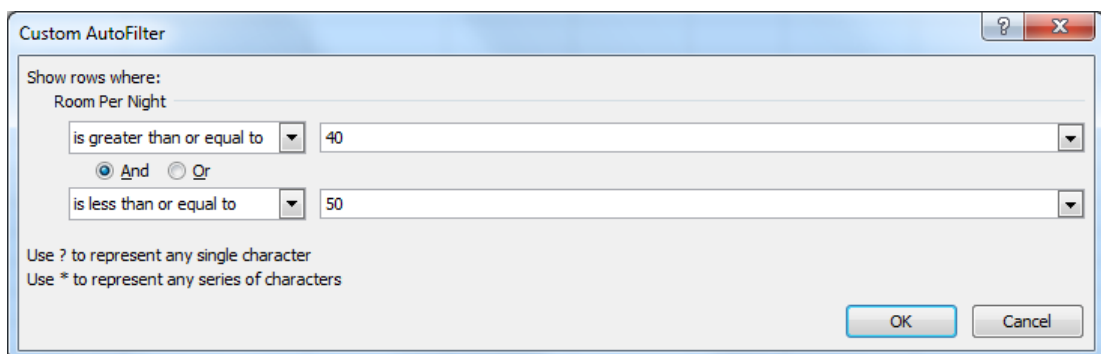 Custom AutoFilter
Show rows where:
Room Per Night
is greater than or equal to 40
And Or
is less than or equal to 50
Use ? to represent any single character
Use * to represent any series of characters
OK Cancel